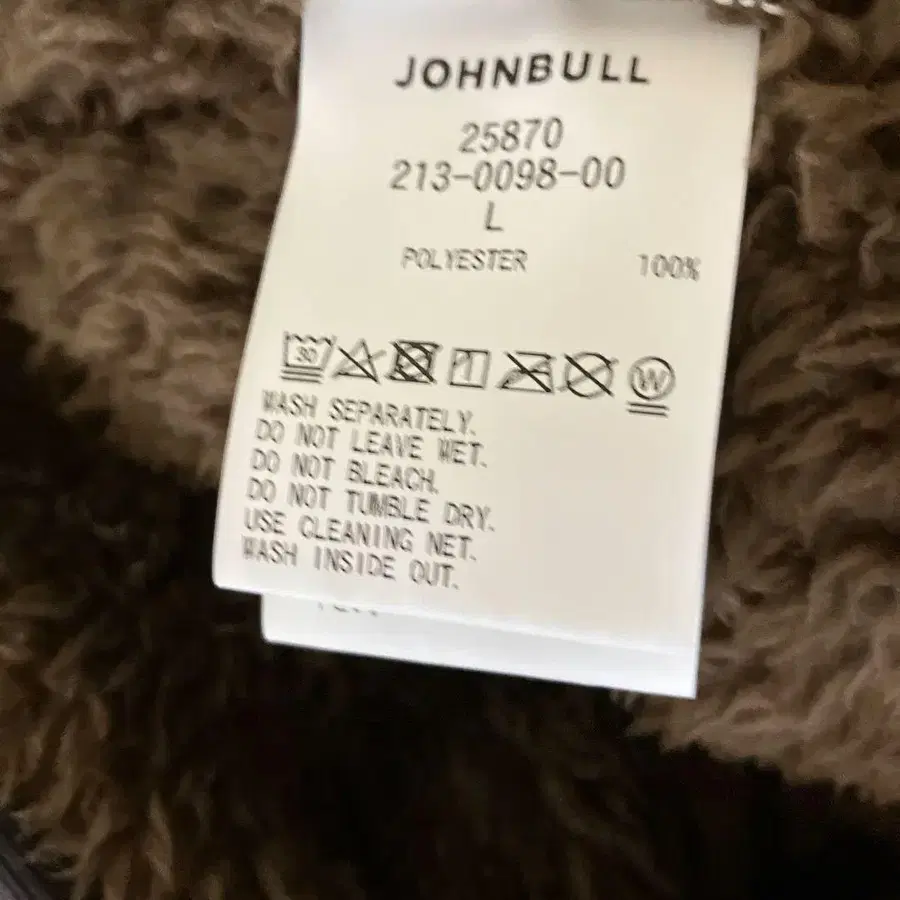 JOHNBULL
25870
213-0098-00
L
POLYESTER 100%
30
W
WASH SEPARATELY.
DO NOT LEAVE WET.
DO NOT BLEACH.
DO NOT TUMBLE DRY.
USE CLEANING NET.
WASH INSIDE OUT.